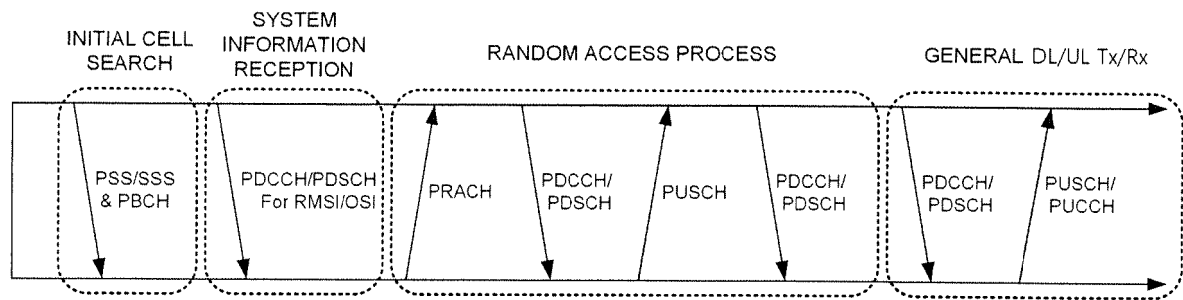 INITIAL CELL
SEARCH
SYSTEM
INFORMATION
RECEPTION
RANDOM ACCESS PROCESS
GENERAL DL/UL Tx/Rx
PSS/SSS
& PBCH
PDCCH/PDSCH
For RMSI/OSI
PRACH
PDCCH/
PDSCH
PUSCH
PDCCH/
PDSCH
PDCCH/
PDSCH
PUSCH/
PUCCH